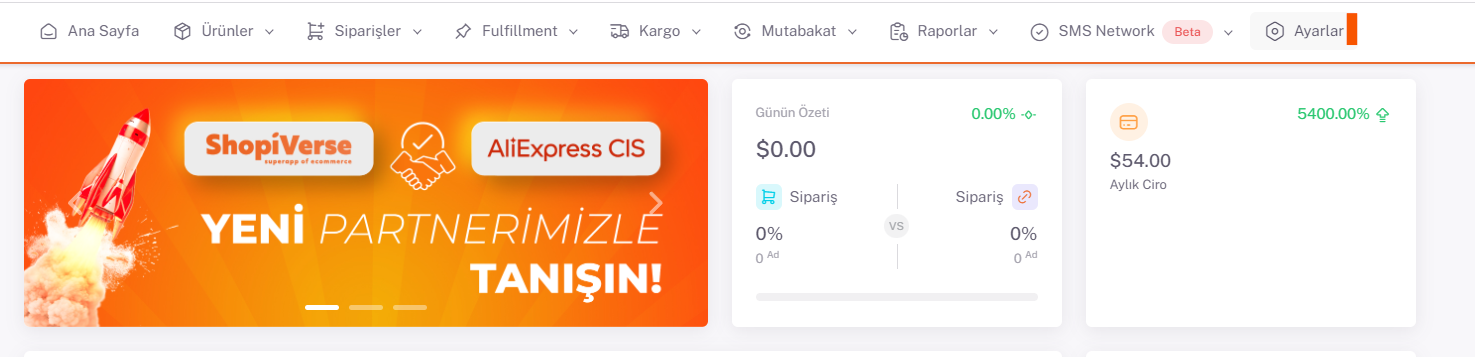 Ana Sayfa Ürünler Siparişler Fulfillment Kargo Mutabakat Raporlar SMS Network Beta Ayarlar
ShopiVerse
superapp of ecommerce
AliExpress CIS
YENİ PARTNERİMİZLE
TANIŞIN!
Günün Özeti 0.00%
$0.00
Sipariş Sipariş
VS
0% 0%
0 Ad 0 Ad
5400.00%
$54.00
Aylık Ciro